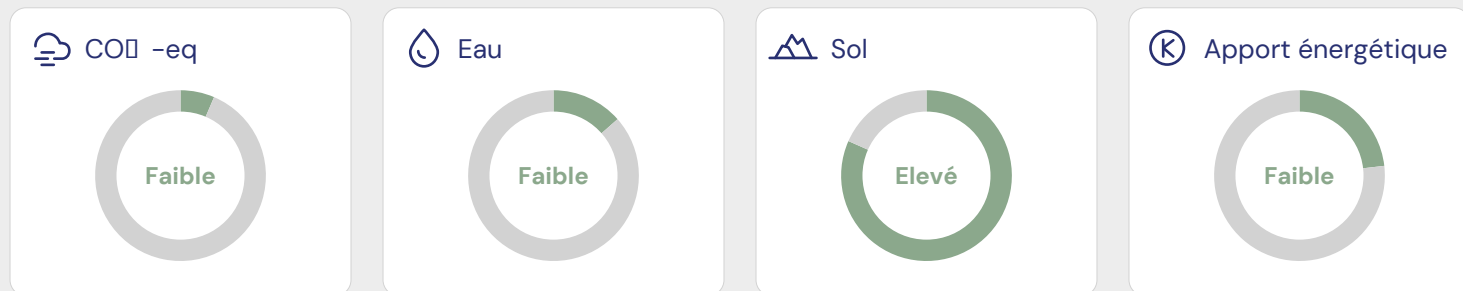 CO▯ -eq
Faible
Eau
Faible
Sol
Elevé
Apport énergétique
Faible